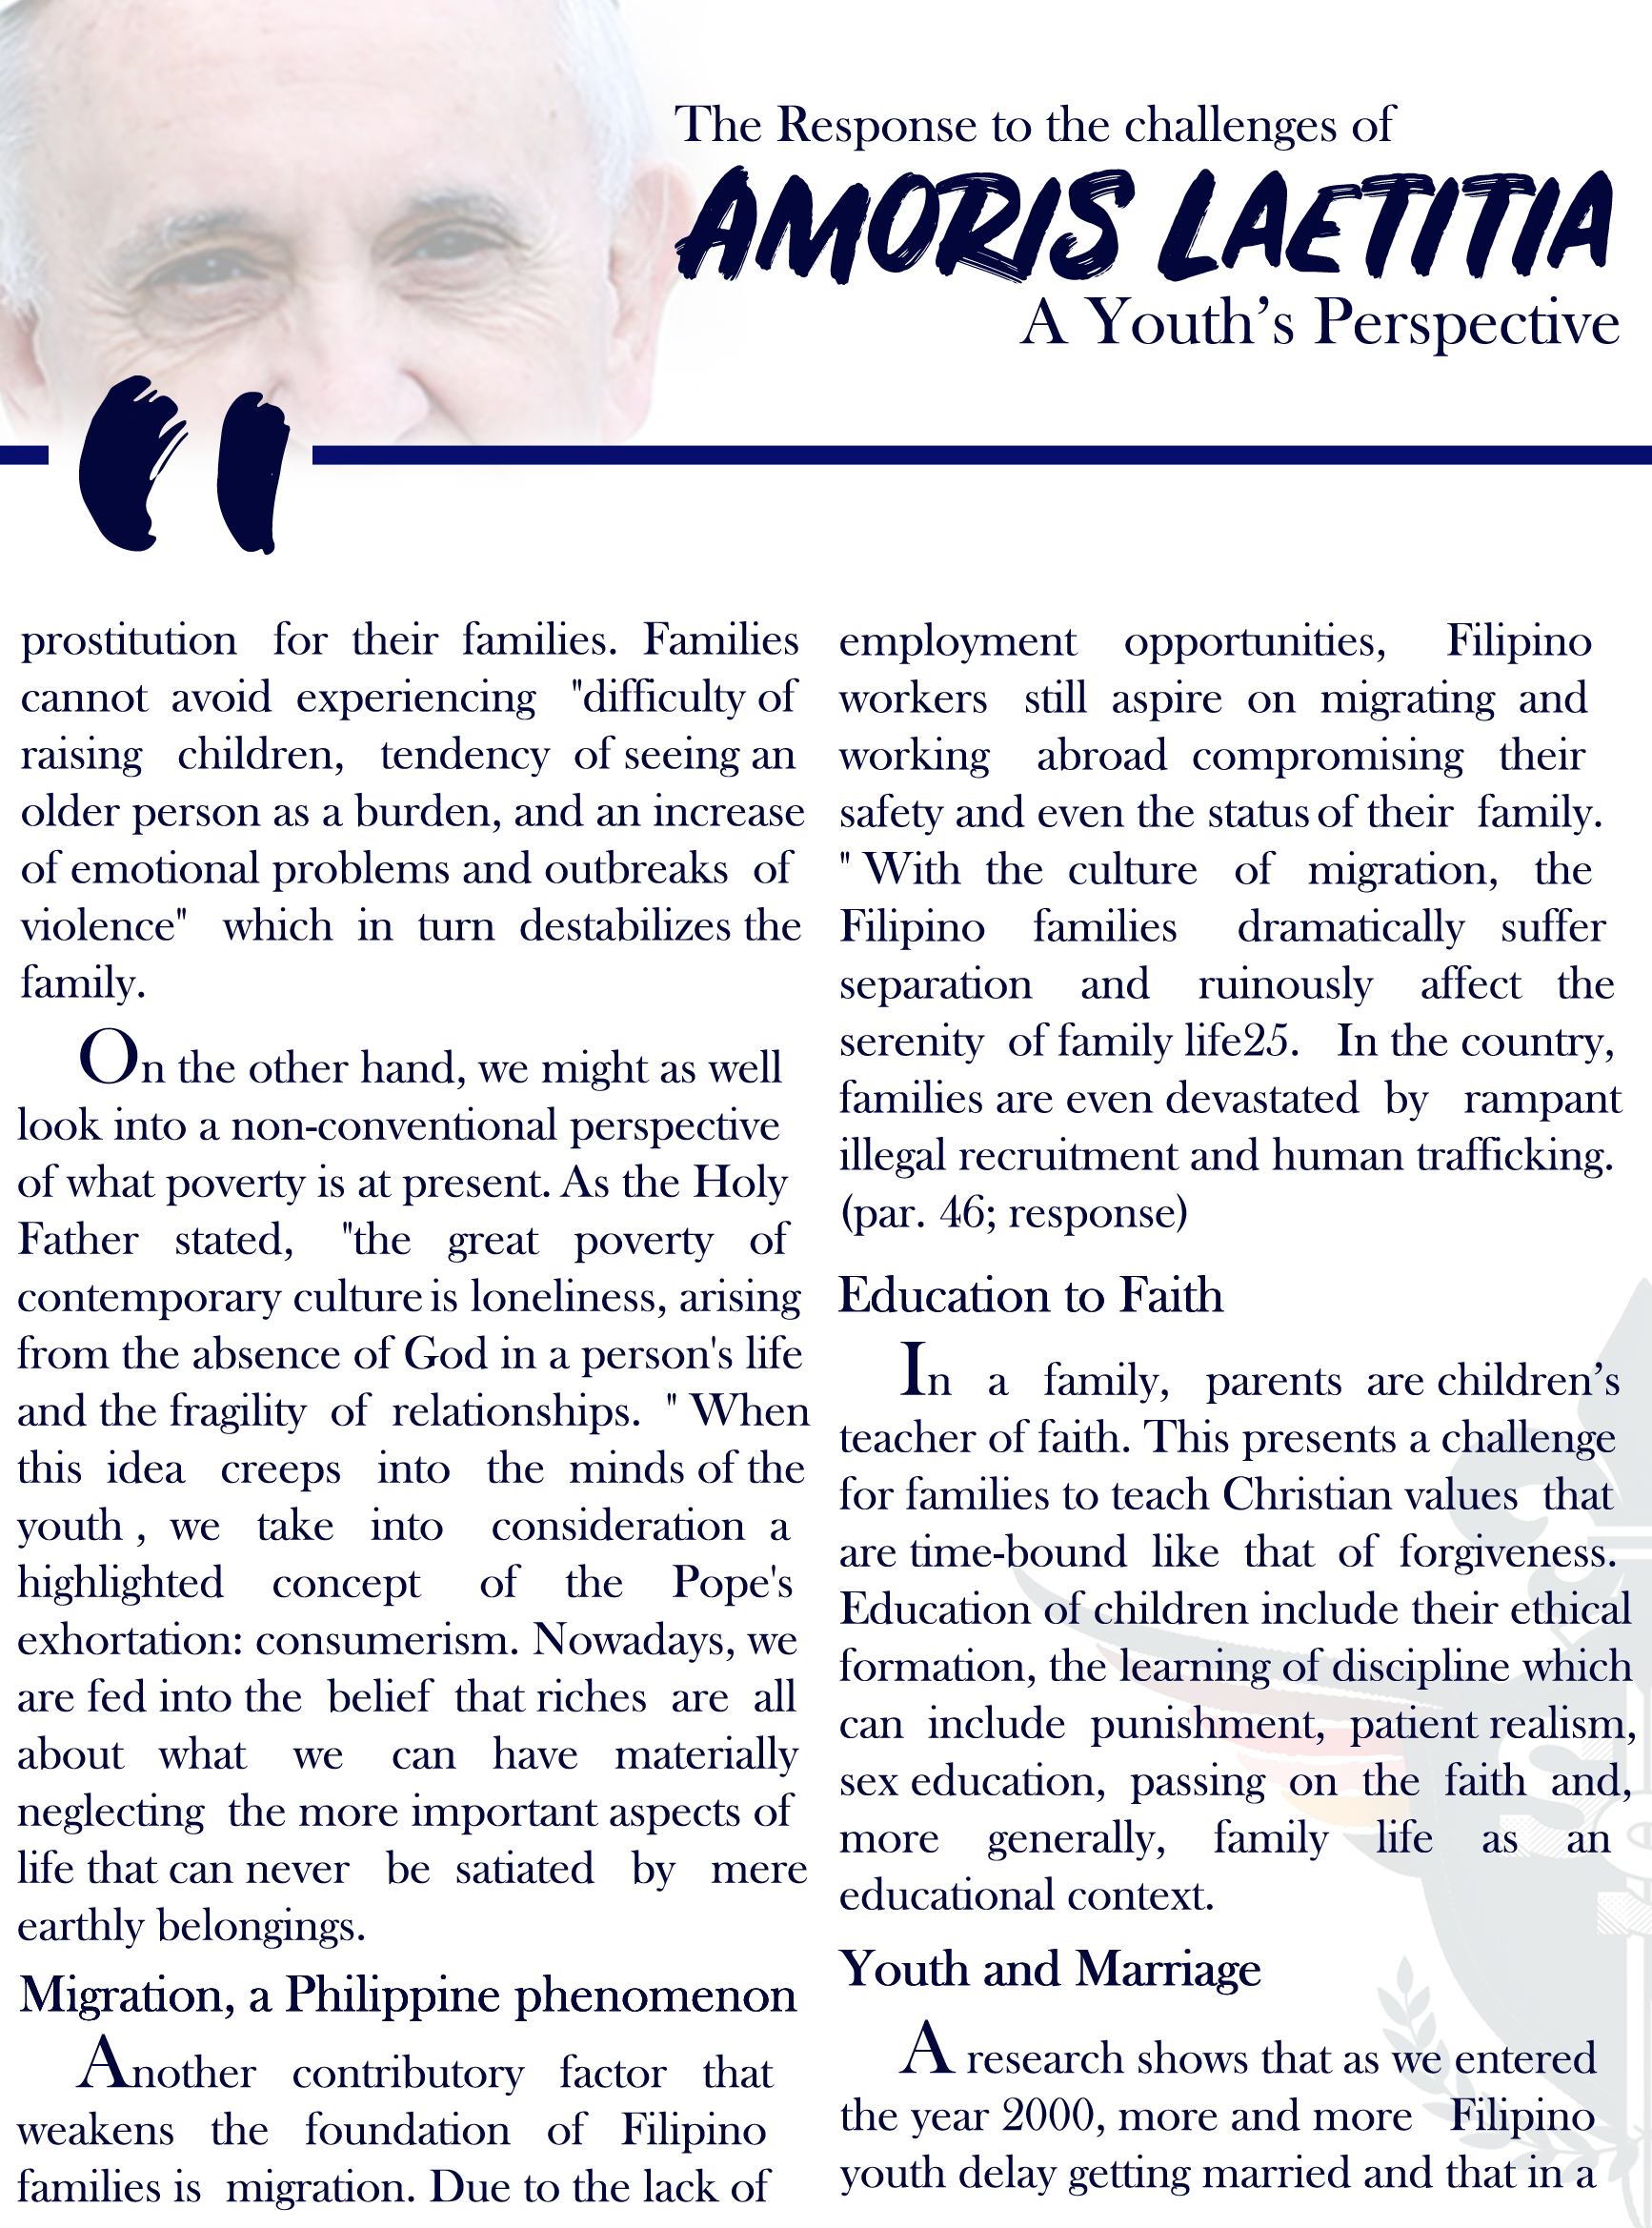 The Response to the challenges of
AMORIS LAETITIA
A Youth's Perspective
prostitution for their families. Families
cannot avoid experiencing "difficulty of
raising children, tendency of seeing an
older person as a burden, and an increase
of emotional problems and outbreaks of
violence" which in turn destabilizes the
family.
On the other hand, we might as well
look into a non-conventional perspective
of what poverty is at present. As the Holy
Father stated, "the great poverty of
contemporary culture is loneliness, arising
from the absence of God in a person's life
and the fragility of relationships. " When
this idea creeps into the minds of the
youth , we take into consideration a
highlighted concept of the Pope's
exhortation: consumerism. Nowadays, we
are fed into the belief that riches are all
about what we can have materially
neglecting the more important aspects of
life that can never be satiated by mere
earthly belongings.
Migration, a Philippine phenomenon
Another contributory factor that
weakens the foundation of Filipino
families is migration. Due to the lack of
employment opportunities, Filipino
workers still aspire on migrating and
working abroad compromising their
safety and even the status of their family.
" With the culture of migration, the
Filipino families dramatically suffer
separation and ruinously affect the
serenity of family life25. In the country,
families are even devastated by rampant
illegal recruitment and human trafficking.
(par. 46; response)
Education to Faith
In a family, parents are children's
teacher of faith. This presents a challenge
for families to teach Christian values that
are time-bound like that of forgiveness.
Education of children include their ethical
formation, the learning of discipline which
can include punishment, patient realism,
sex education, passing on the faith and,
more generally, family life as an
educational context.
Youth and Marriage
A research shows that as we entered
the year 2000, more and more Filipino
youth delay getting married and that in a